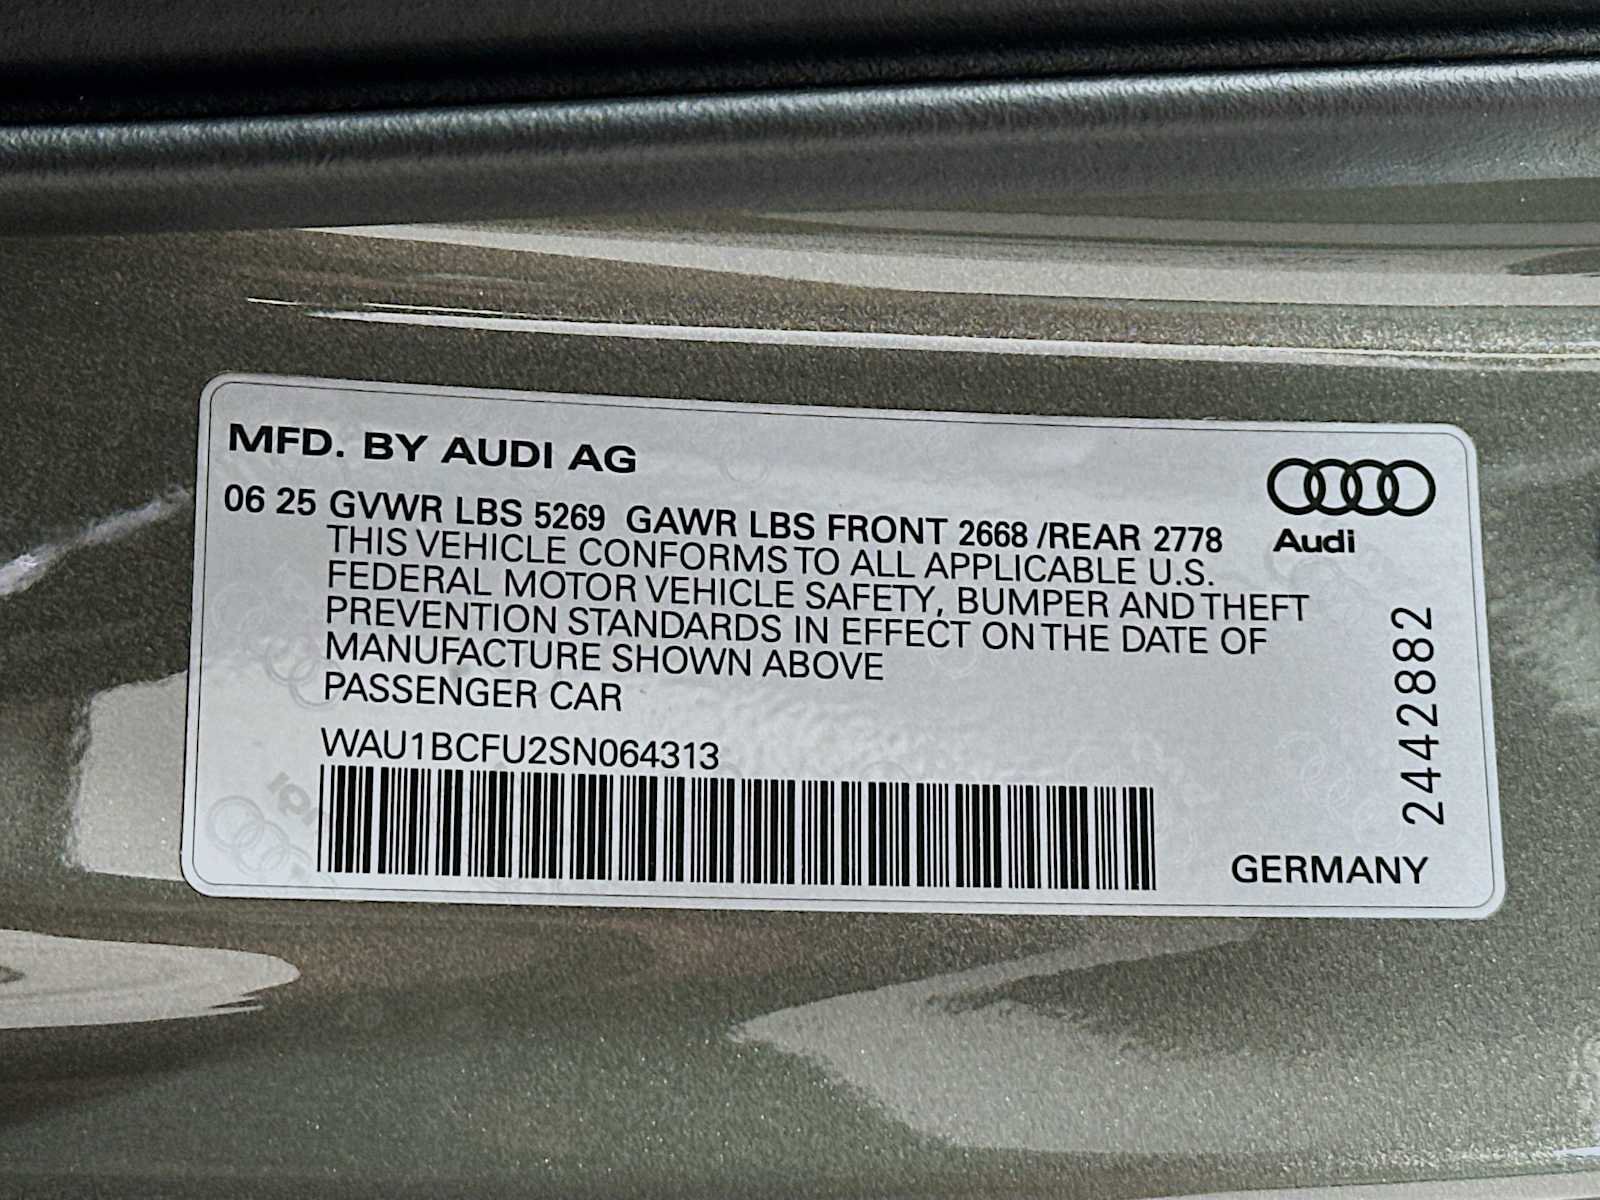 MFD. BY AUDI AG
06 25 GVWR LBS 5269 GAWR LBS FRONT 2668 /REAR 2778
THIS VEHICLE CONFORMS TO ALL APPLICABLE U.S.
FEDERAL MOTOR VEHICLE SAFETY, BUMPER AND THEFT
PREVENTION STANDARDS IN EFFECT ON THE DATE OF
MANUFACTURE SHOWN ABOVE
PASSENGER CAR
WAU1BCFU2SN064313
Audi
2442882
GERMANY